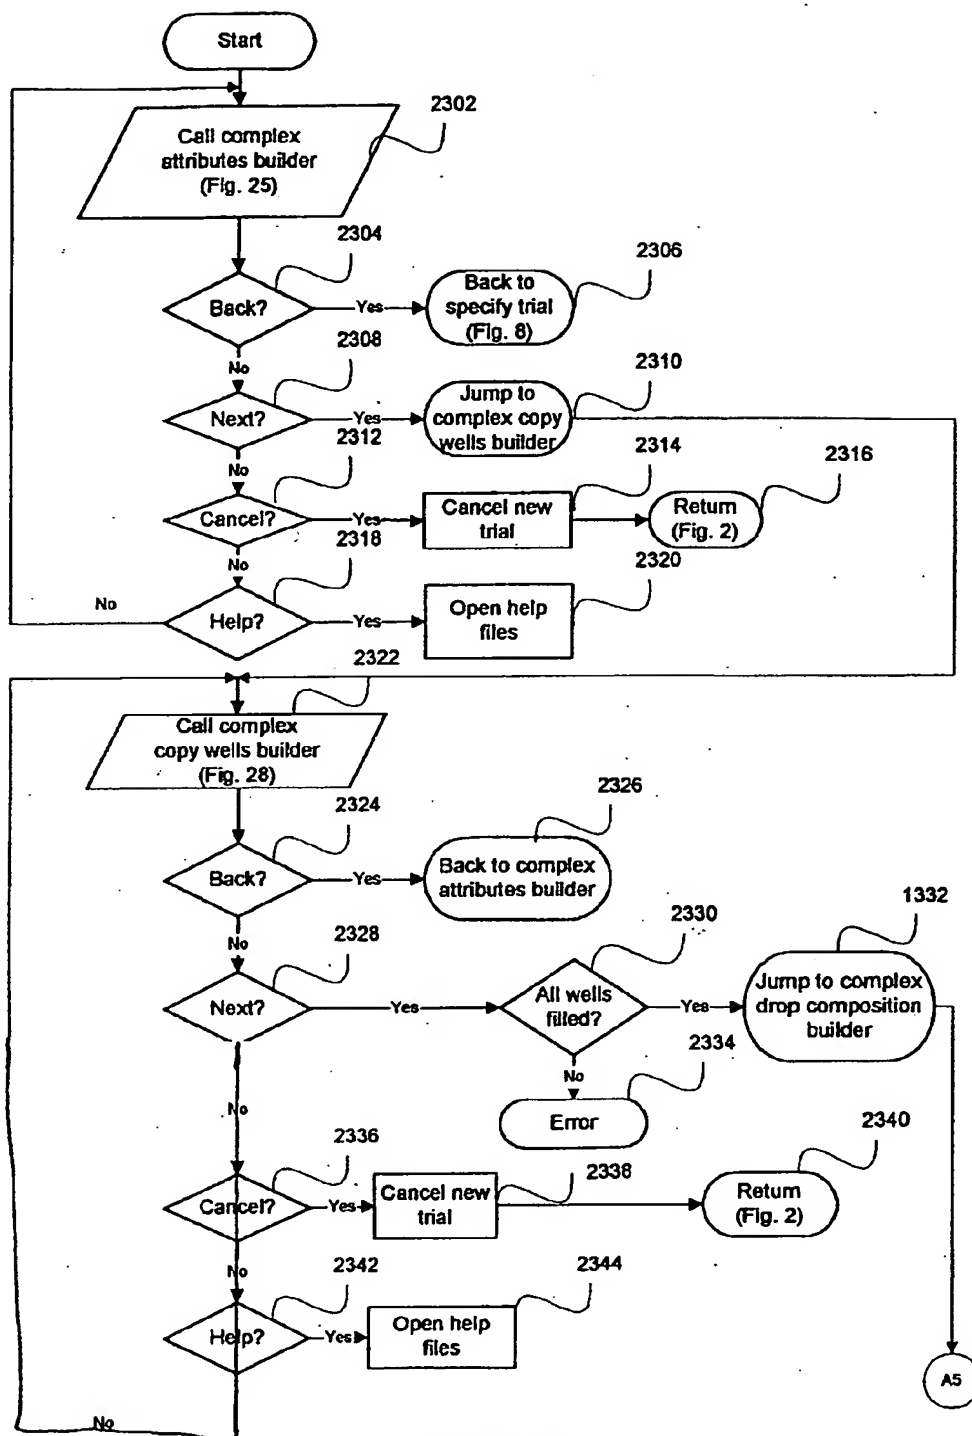 Start
2302
Call complex
attributes builder
(Fig. 25)
2304
Back?
Yes
2306
Back to
specify trial
(Fig. 8)
No
2308
Next?
Yes
2310
Jump to
complex copy
wells builder
No
2312
Cancel?
Yes
2314
Cancel new
trial
2316
Return
(Fig. 2)
No
2318
Help?
No
Yes
2320
Open help
files
2322
Call complex
copy wells builder
(Fig. 28)
2324
Back?
Yes
2326
Back to complex
attributes builder
No
2328
Next?
Yes
2330
All wells
filled?
Yes
1332
Jump to complex
drop composition
builder
No
2334
Error
No
2336
Cancel?
Yes
2338
Cancel new
trial
2340
Return
(Fig. 2)
No
2342
Help?
Yes
2344
Open help
files
A5
No